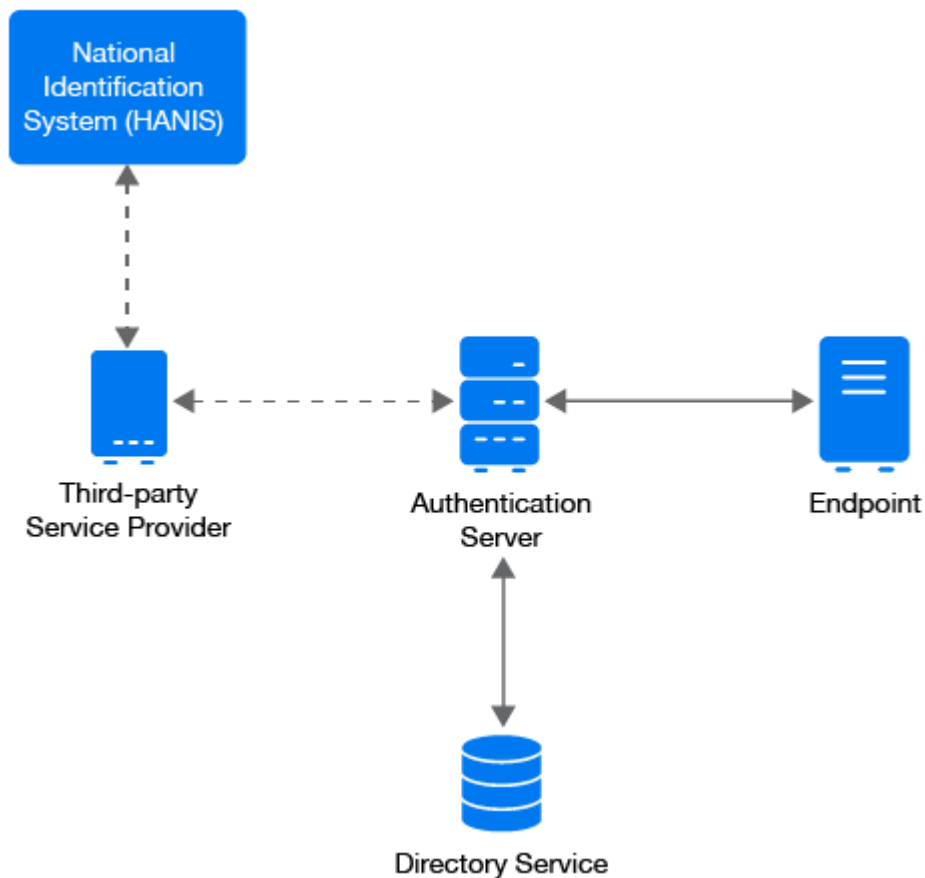 National
Identification
System (HANIS)
Third-party
Service Provider
Authentication
Server
Endpoint
Directory Service